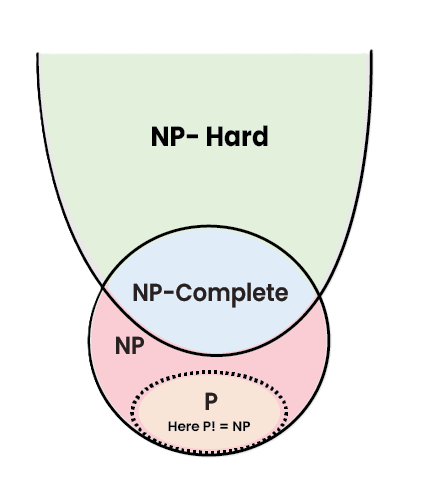 NP- Hard
NP-Complete
NP
P
Here P! = NP